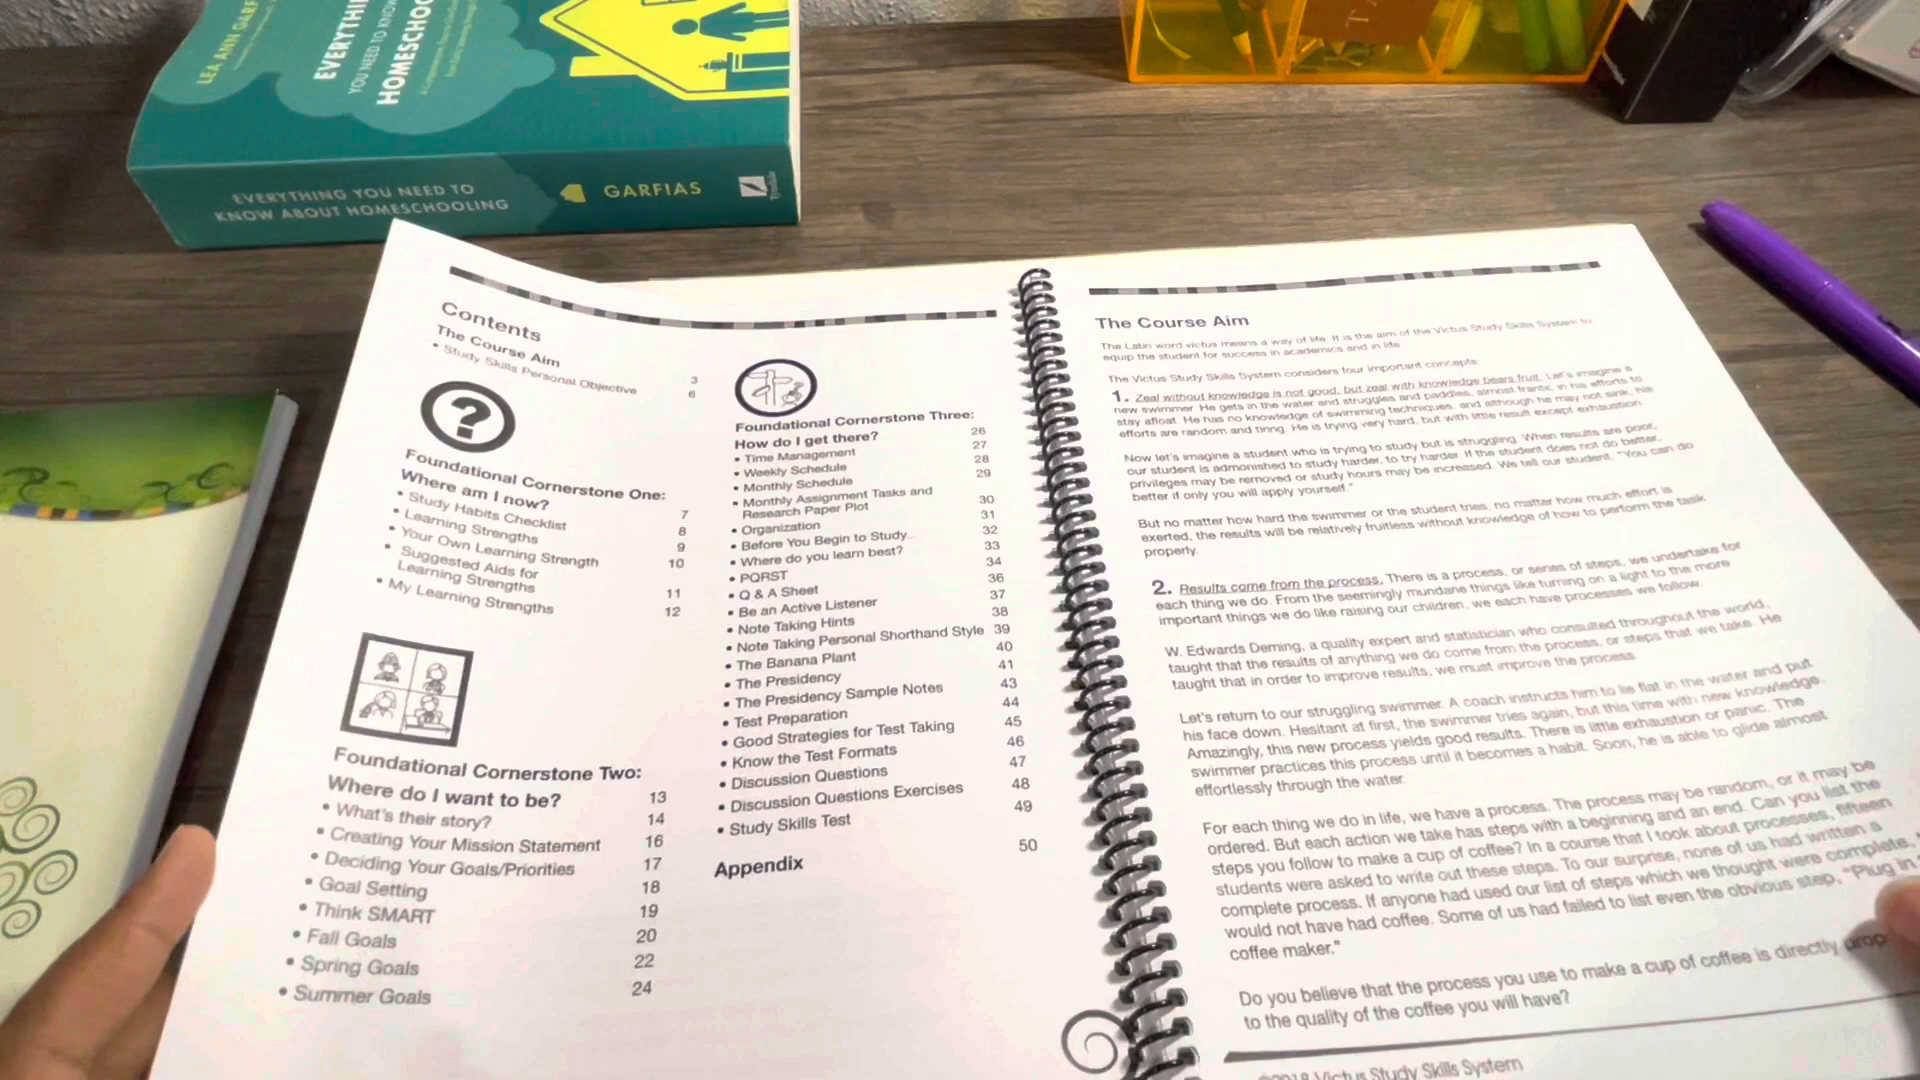 LEA ANN GARF
EVERYTHI
YOU NEED TO KNOW
HOMESCHOO
EVERYTHING YOU NEED TO
KNOW ABOUT HOMESCHOOLING
GARFIAS
Tyndale
Contents
The Course Aim 3
• Study Skills Personal Objective 6
Foundational Cornerstone One:
Where am I now? 7
• Study Habits Checklist 8
• Learning Strengths 9
• Your Own Learning Strength 10
• Suggested Aids for
Learning Strengths 11
• My Learning Strengths 12
Foundational Cornerstone Two:
Where do I want to be? 13
• What's their story? 14
• Creating Your Mission Statement 16
• Deciding Your Goals/Priorities 17
• Goal Setting 18
• Think SMART 19
• Fall Goals 20
• Spring Goals 22
• Summer Goals 24
Foundational Cornerstone Three:
How do I get there? 26
• Time Management 27
• Weekly Schedule 28
• Monthly Schedule 29
• Monthly Assignment Tasks and
Research Paper Plot 30
• Organization 31
• Before You Begin to Study... 32
• Where do you learn best? 33
• PQRST 34
• Q & A Sheet 36
• Be an Active Listener 37
• Note Taking Hints 38
• Note Taking Personal Shorthand Style 39
• The Banana Plant 40
• The Presidency 41
• The Presidency Sample Notes 43
• Test Preparation 44
• Good Strategies for Test Taking 45
• Know the Test Formats 46
• Discussion Questions 47
• Discussion Questions Exercises 48
• Study Skills Test 49
Appendix 50
The Course Aim
The Latin word victus means a way of life. It is the aim of the Victus Study Skills System to
equip the student for success in academics and in life.
The Victus Study Skills System considers four important concepts:
1. Zeal without knowledge is not good, but zeal with knowledge bears fruit. Let's imagine a
new swimmer. He gets in the water and struggles and paddles, almost frantic in his efforts to
stay afloat. He has no knowledge of swimming techniques, and although he may not sink, his
efforts are random and tiring. He is trying very hard, but with little result except exhaustion.
Now let's imagine a student who is trying to study but is struggling. When results are poor,
our student is admonished to study harder, to try harder. If the student does not do better,
privileges may be removed or study hours may be increased. We tell our student, "You can do
better if only you will apply yourself."
But no matter how hard the swimmer or the student tries, no matter how much effort is
exerted, the results will be relatively fruitless without knowledge of how to perform the task
properly.
2. Results come from the process. There is a process, or series of steps, we undertake for
each thing we do. From the seemingly mundane things like turning on a light to the more
important things we do like raising our children, we each have processes we follow.
W. Edwards Deming, a quality expert and statistician who consulted throughout the world,
taught that the results of anything we do come from the process, or steps that we take. He
taught that in order to improve results, we must improve the process.
Let's return to our struggling swimmer. A coach instructs him to lie flat in the water and put
his face down. Hesitant at first, the swimmer tries again, but this time with new knowledge.
Amazingly, this new process yields good results. There is little exhaustion or panic. The
swimmer practices this process until it becomes a habit. Soon, he is able to glide almost
effortlessly through the water.
For each thing we do in life, we have a process. The process may be random, or it may be
ordered. But each action we take has steps with a beginning and an end. Can you list the
steps you follow to make a cup of coffee? In a course that I took about processes, fifteen
students were asked to write out these steps. To our surprise, none of us had written a
complete process. If anyone had used our list of steps which we thought were complete,
would not have had coffee. Some of us had failed to list even the obvious step, "Plug in
coffee maker."
Do you believe that the process you use to make a cup of coffee is directly prop
to the quality of the coffee you will have?
©2018 Victus Study Skills System